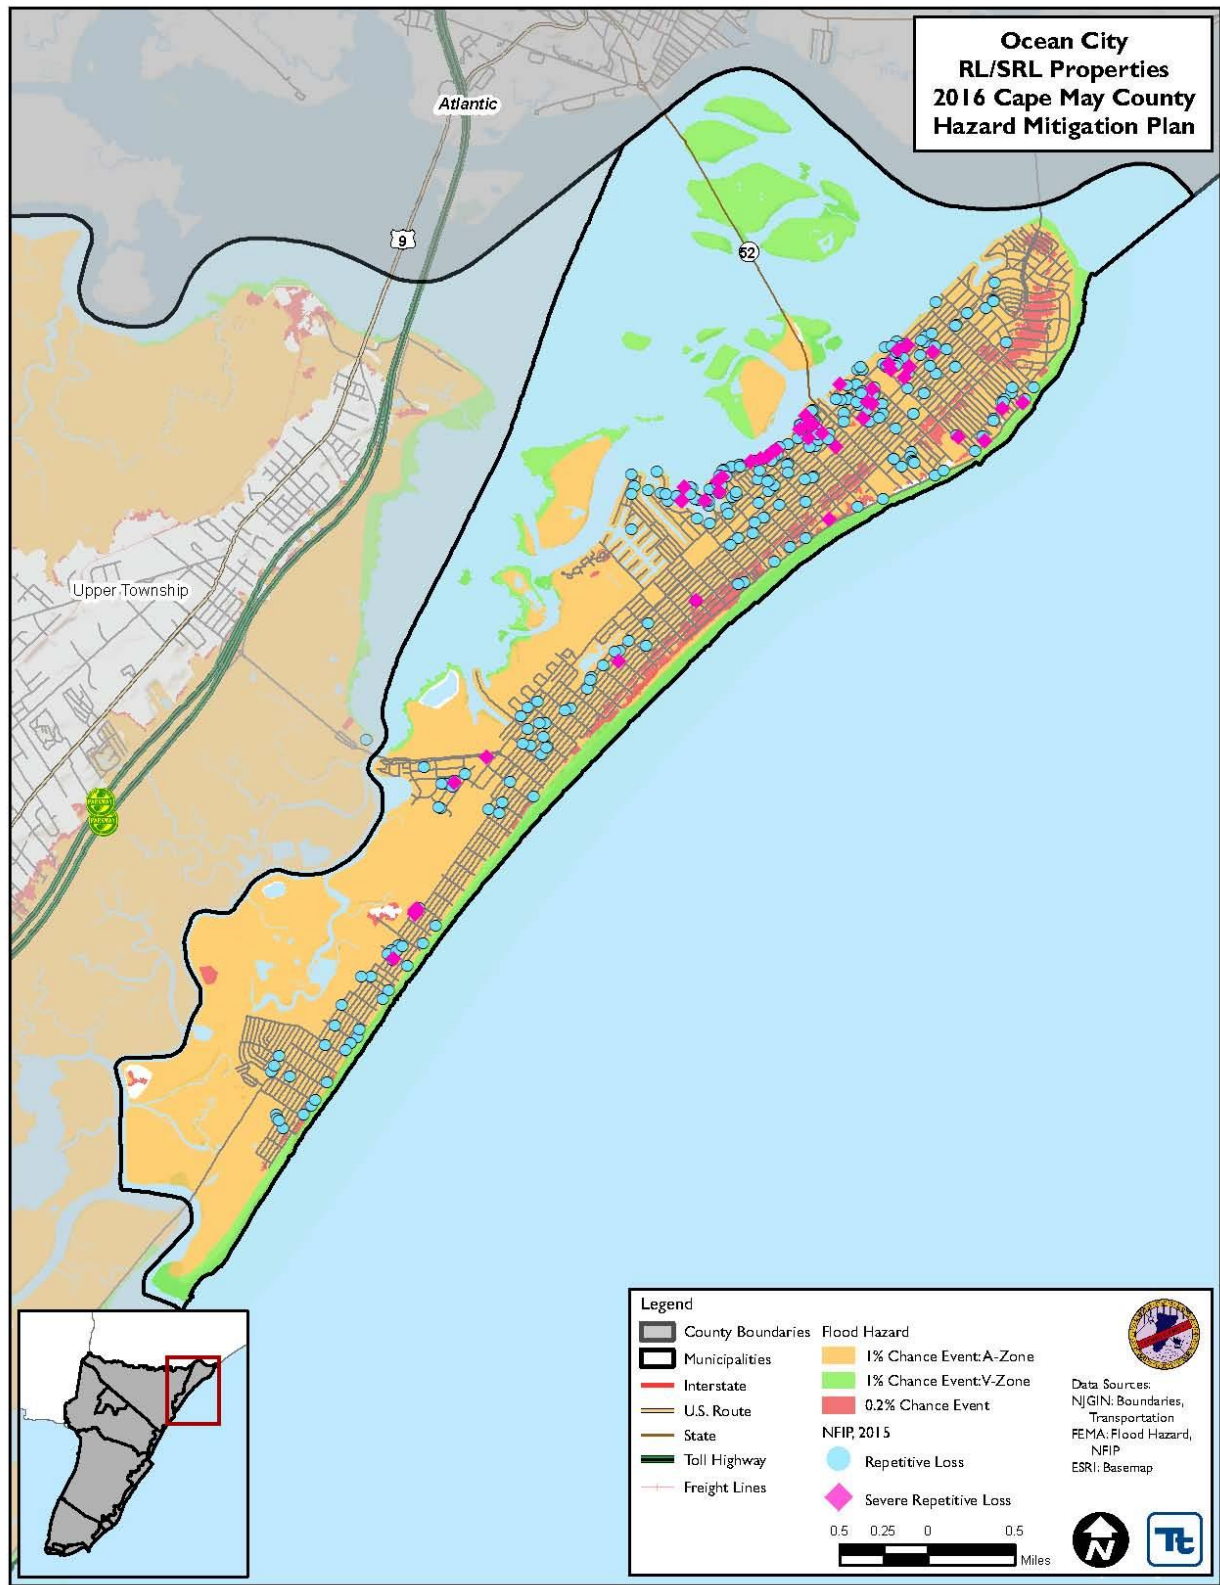 Ocean City
RL/SRL Properties
2016 Cape May County
Hazard Mitigation Plan
Atlantic
9
52
Upper Township
PARKWAY
PARKWAY
Legend
County Boundaries
Municipalities
Interstate
U.S. Route
State
Toll Highway
Freight Lines
Flood Hazard
1% Chance Event: A-Zone
1% Chance Event: V-Zone
0.2% Chance Event
NFIP, 2015
Repetitive Loss
Severe Repetitive Loss
0.5 0.25 0 0.5
Miles
Data Sources:
NJGIN: Boundaries,
Transportation
FEMA: Flood Hazard,
NFIP
ESRI: Basemap
N
Tt